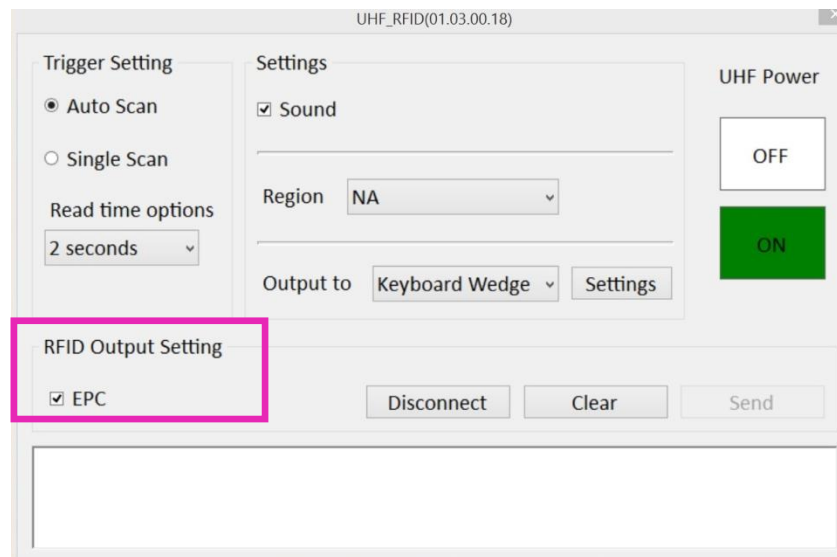 UHF_RFID(01.03.00.18)
Trigger Setting
Auto Scan
Single Scan
Read time options
2 seconds
Settings
Sound
Region NA
Output to Keyboard Wedge Settings
UHF Power
OFF
ON
RFID Output Setting
EPC
Disconnect Clear Send